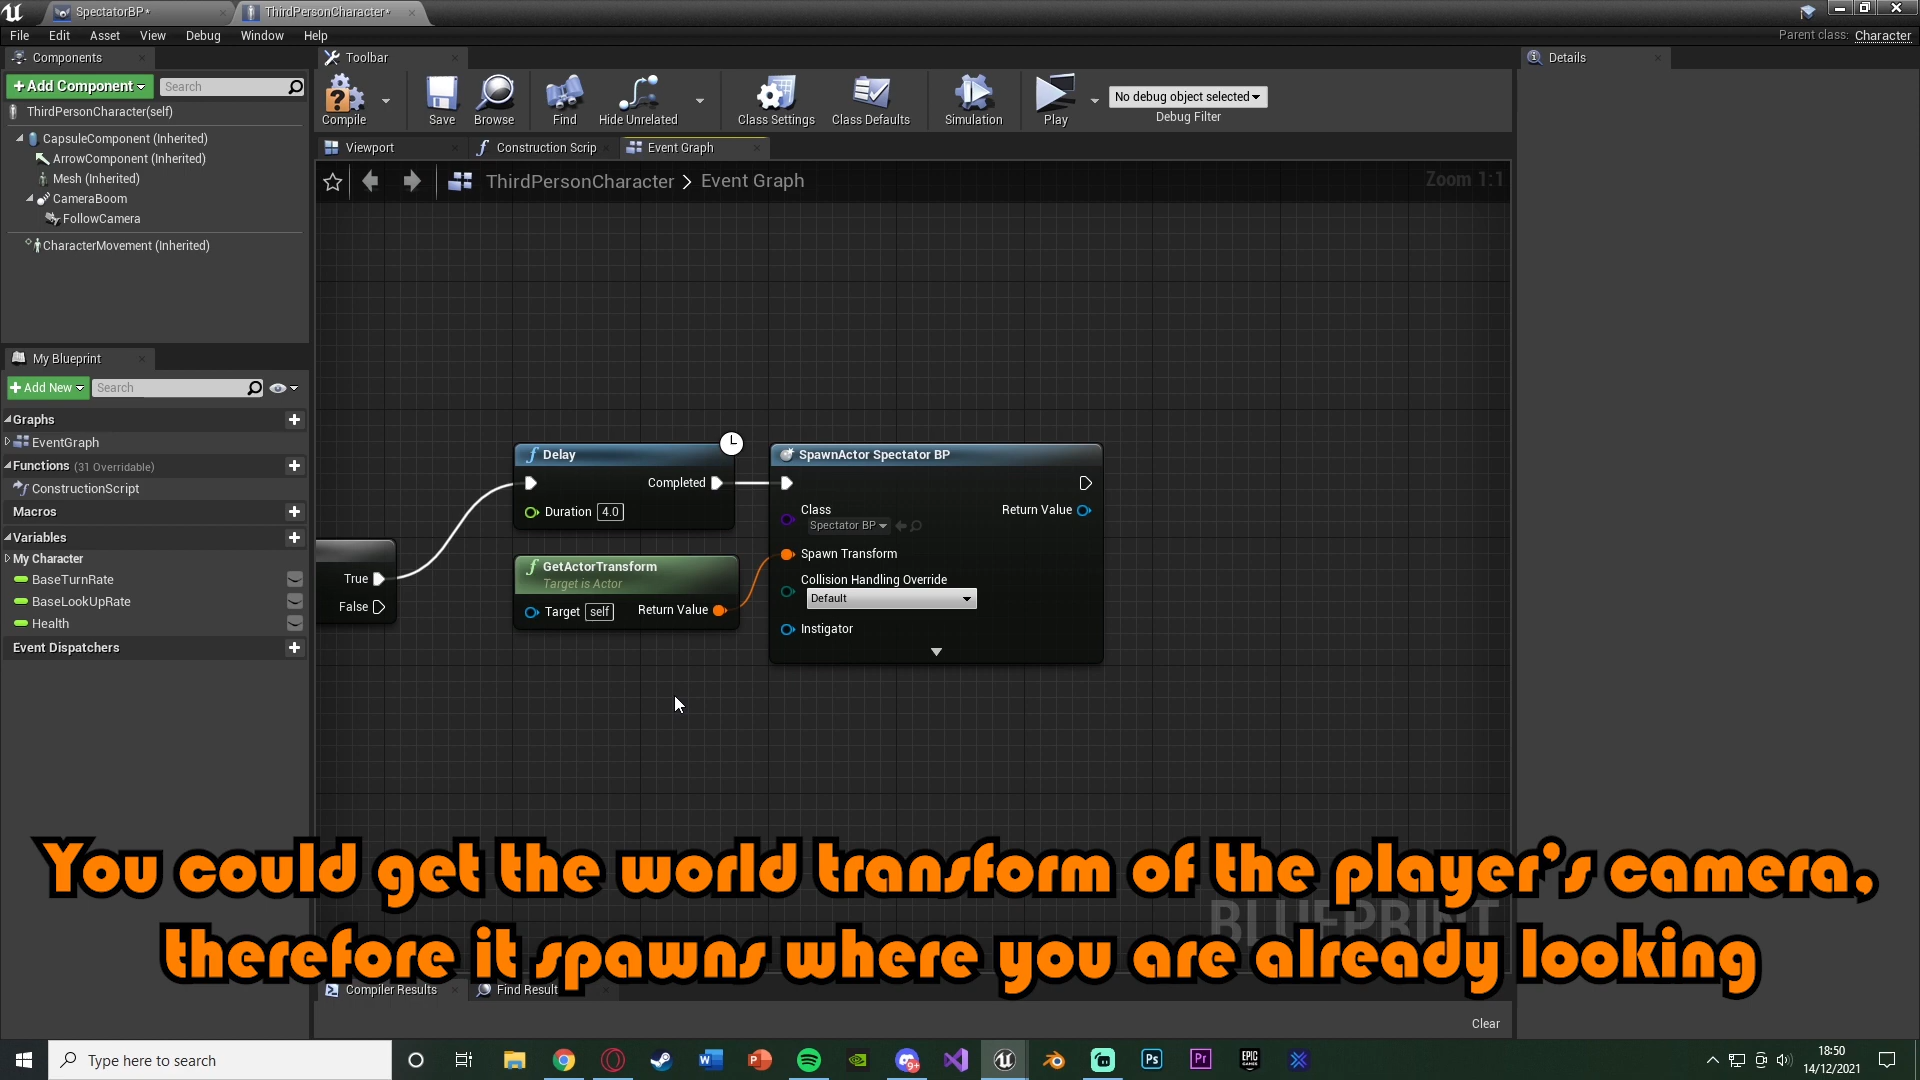 SpectatorBP*
ThirdPersonCharacter*
File Edit Asset View Debug Window Help
Parent class: Character
Components
Toolbar
Details
+ Add Component
Search
Compile
Save
Browse
Find
Hide Unrelated
Class Settings
Class Defaults
Simulation
Play
No debug object selected
Debug Filter
ThirdPersonCharacter(self)
CapsuleComponent (Inherited)
ArrowComponent (Inherited)
Mesh (Inherited)
CameraBoom
FollowCamera
CharacterMovement (Inherited)
Viewport
Construction Scrip
Event Graph
ThirdPersonCharacter > Event Graph
Zoom 1:1
My Blueprint
+ Add New
Search
Graphs
EventGraph
Functions (31 Overridable)
ConstructionScript
Macros
Variables
My Character
BaseTurnRate
BaseLookUpRate
Health
Event Dispatchers
True
False
Delay
Completed
Duration 4.0
GetActorTransform
Target is Actor
Target self Return Value
SpawnActor Spectator BP
Class
Spectator BP
Return Value
Spawn Transform
Collision Handling Override
Default
Instigator
BLUEPRINT
You could get the world transform of the player's camera,
therefore it spawns where you are already looking
Compiler Results
Find Result
Clear
Type here to search
9+
W
P
Ps
Pr
EPIC
GAMES
18:50
14/12/2021